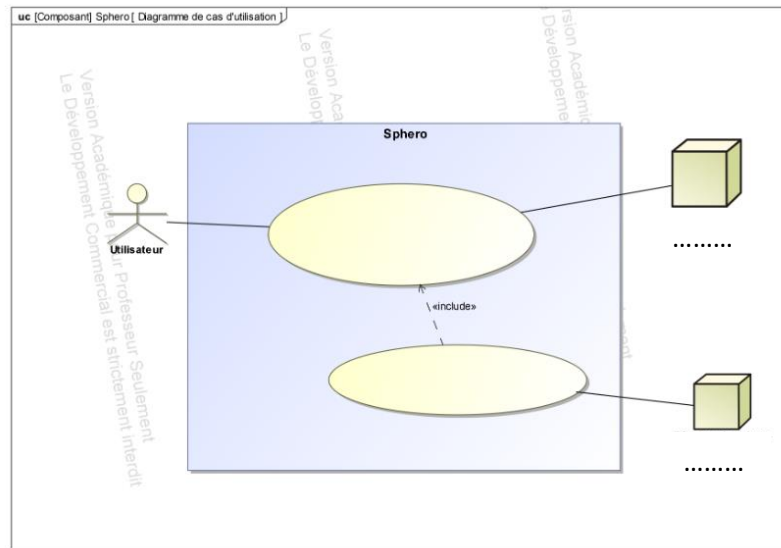 uc [Composant] Sphero [ Diagramme de cas d'utilisation ]
Version Académique pour Professeur Seulement
Le Développement Commercial est strictement interdit
Sphero
Utilisateur
«include»
………
………